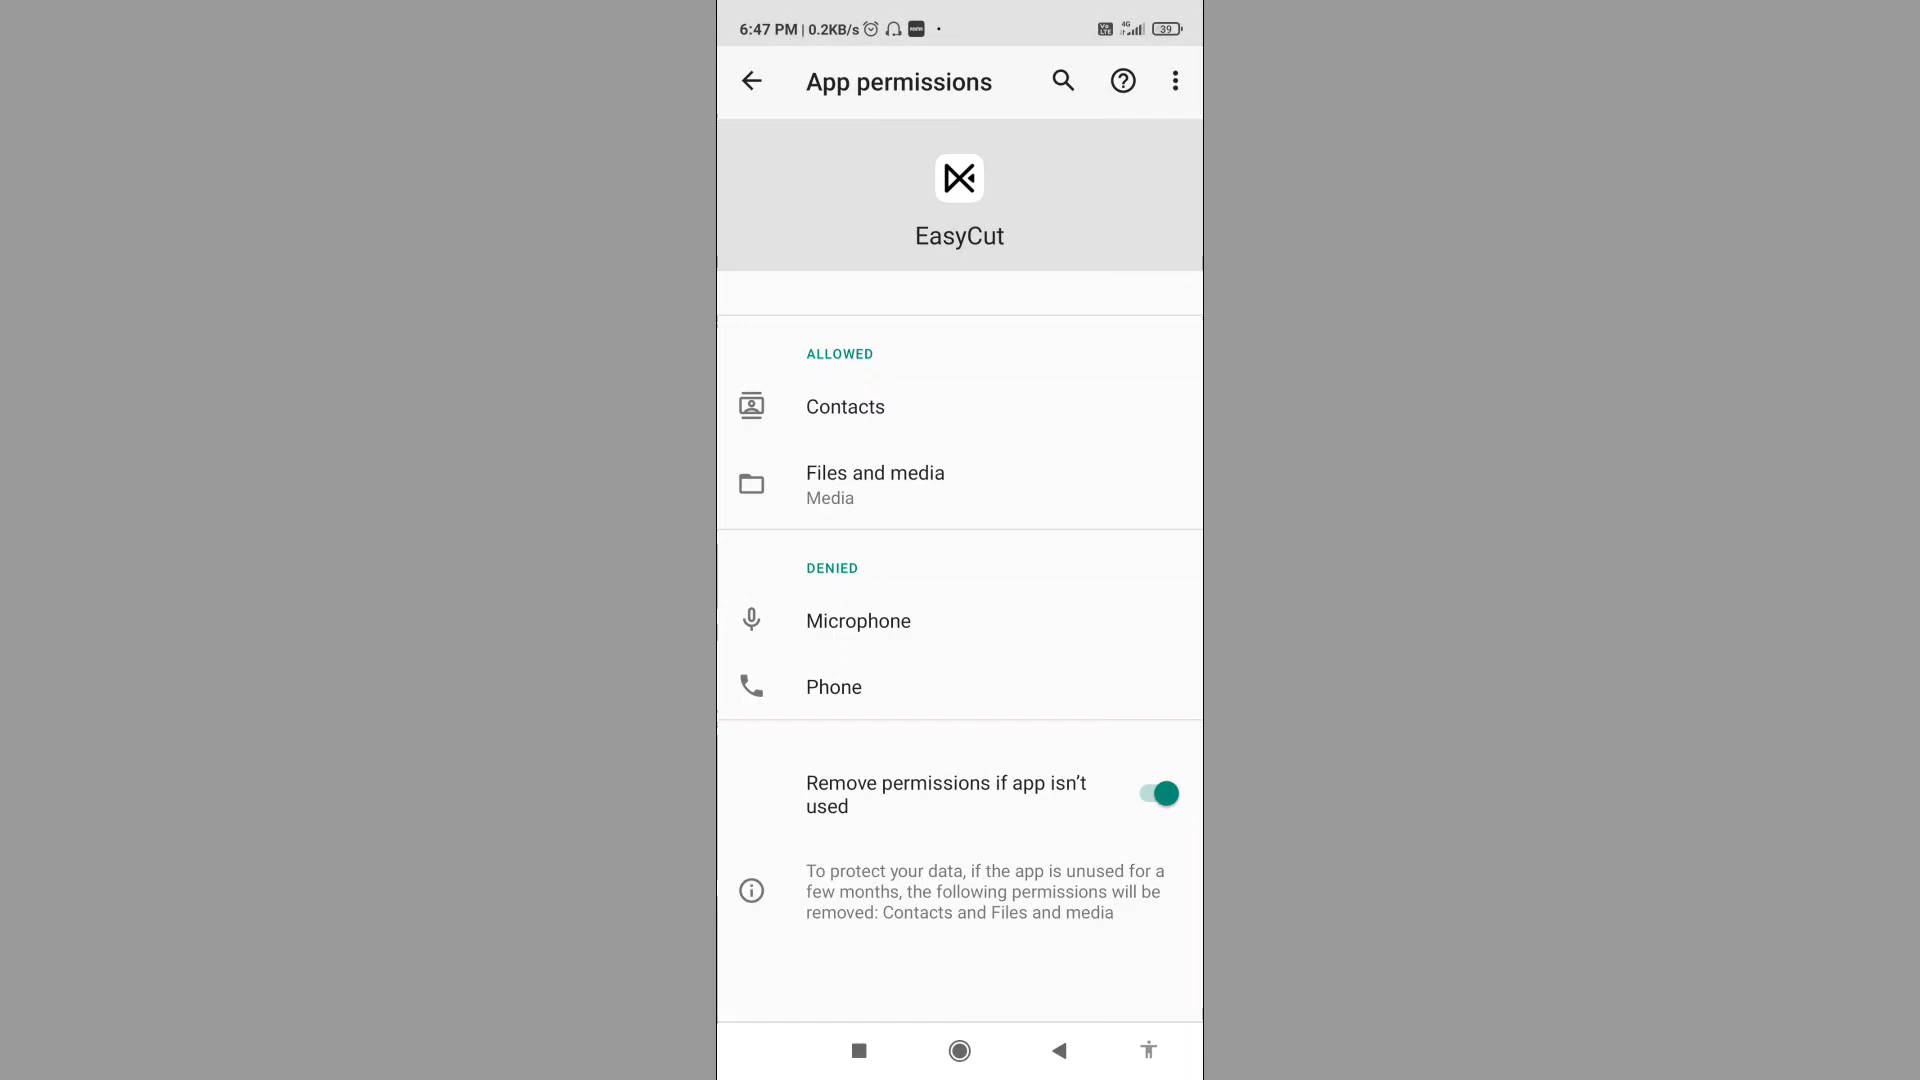 6:47 PM | 0.2KB/s
4G
39
App permissions
EasyCut
ALLOWED
Contacts
Files and media
Media
DENIED
Microphone
Phone
Remove permissions if app isn’t
used
To protect your data, if the app is unused for a
few months, the following permissions will be
removed: Contacts and Files and media